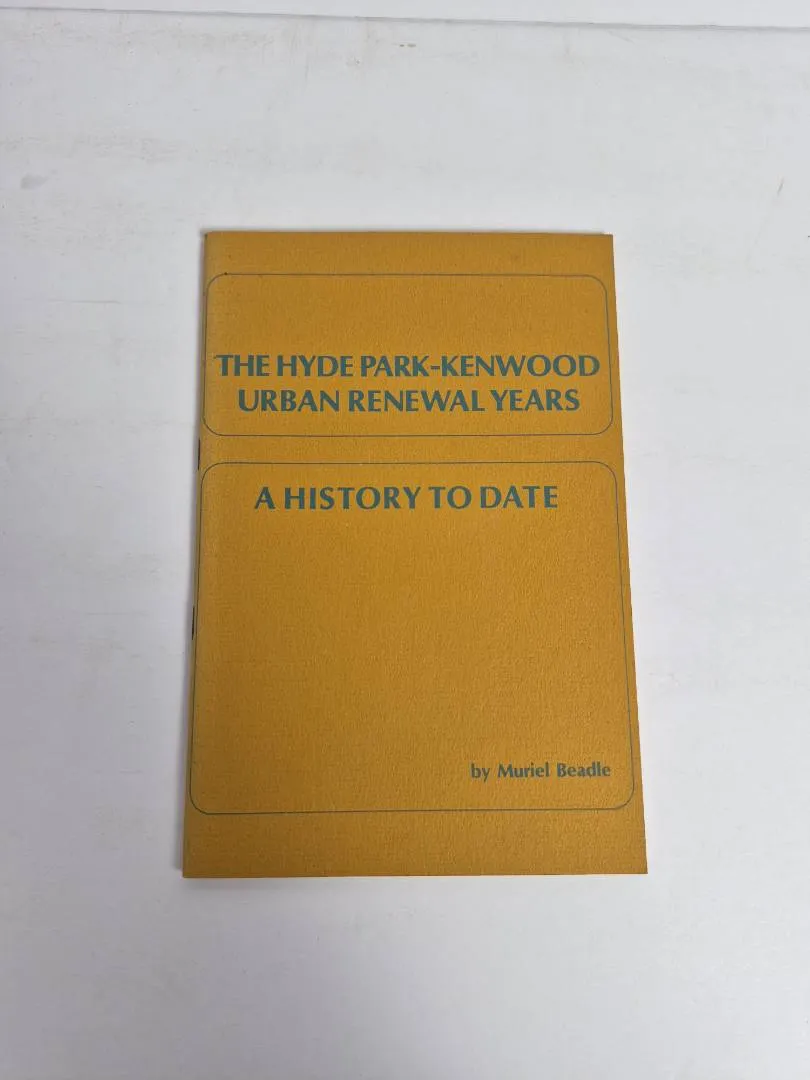 THE HYDE PARK-KENWOOD
URBAN RENEWAL YEARS
A HISTORY TO DATE
by Muriel Beadle